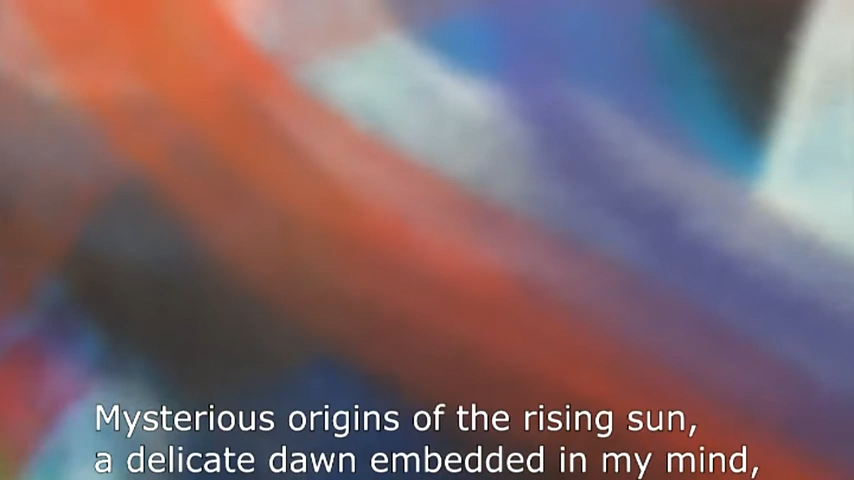 Mysterious origins of the rising sun,
a delicate dawn embedded in my mind,